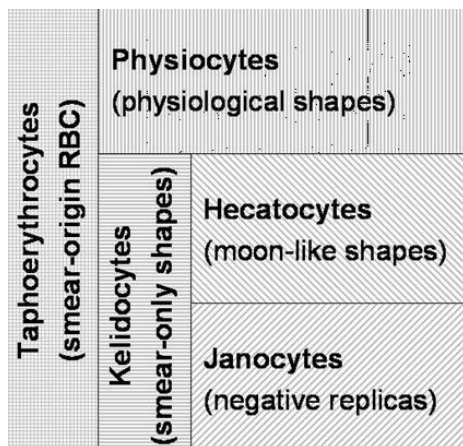 Taphoerythrocytes
(smear-origin RBC)
Physiocytes
(physiological shapes)
Kelidocytes
(smear-only shapes)
Hecatocytes
(moon-like shapes)
Janocytes
(negative replicas)